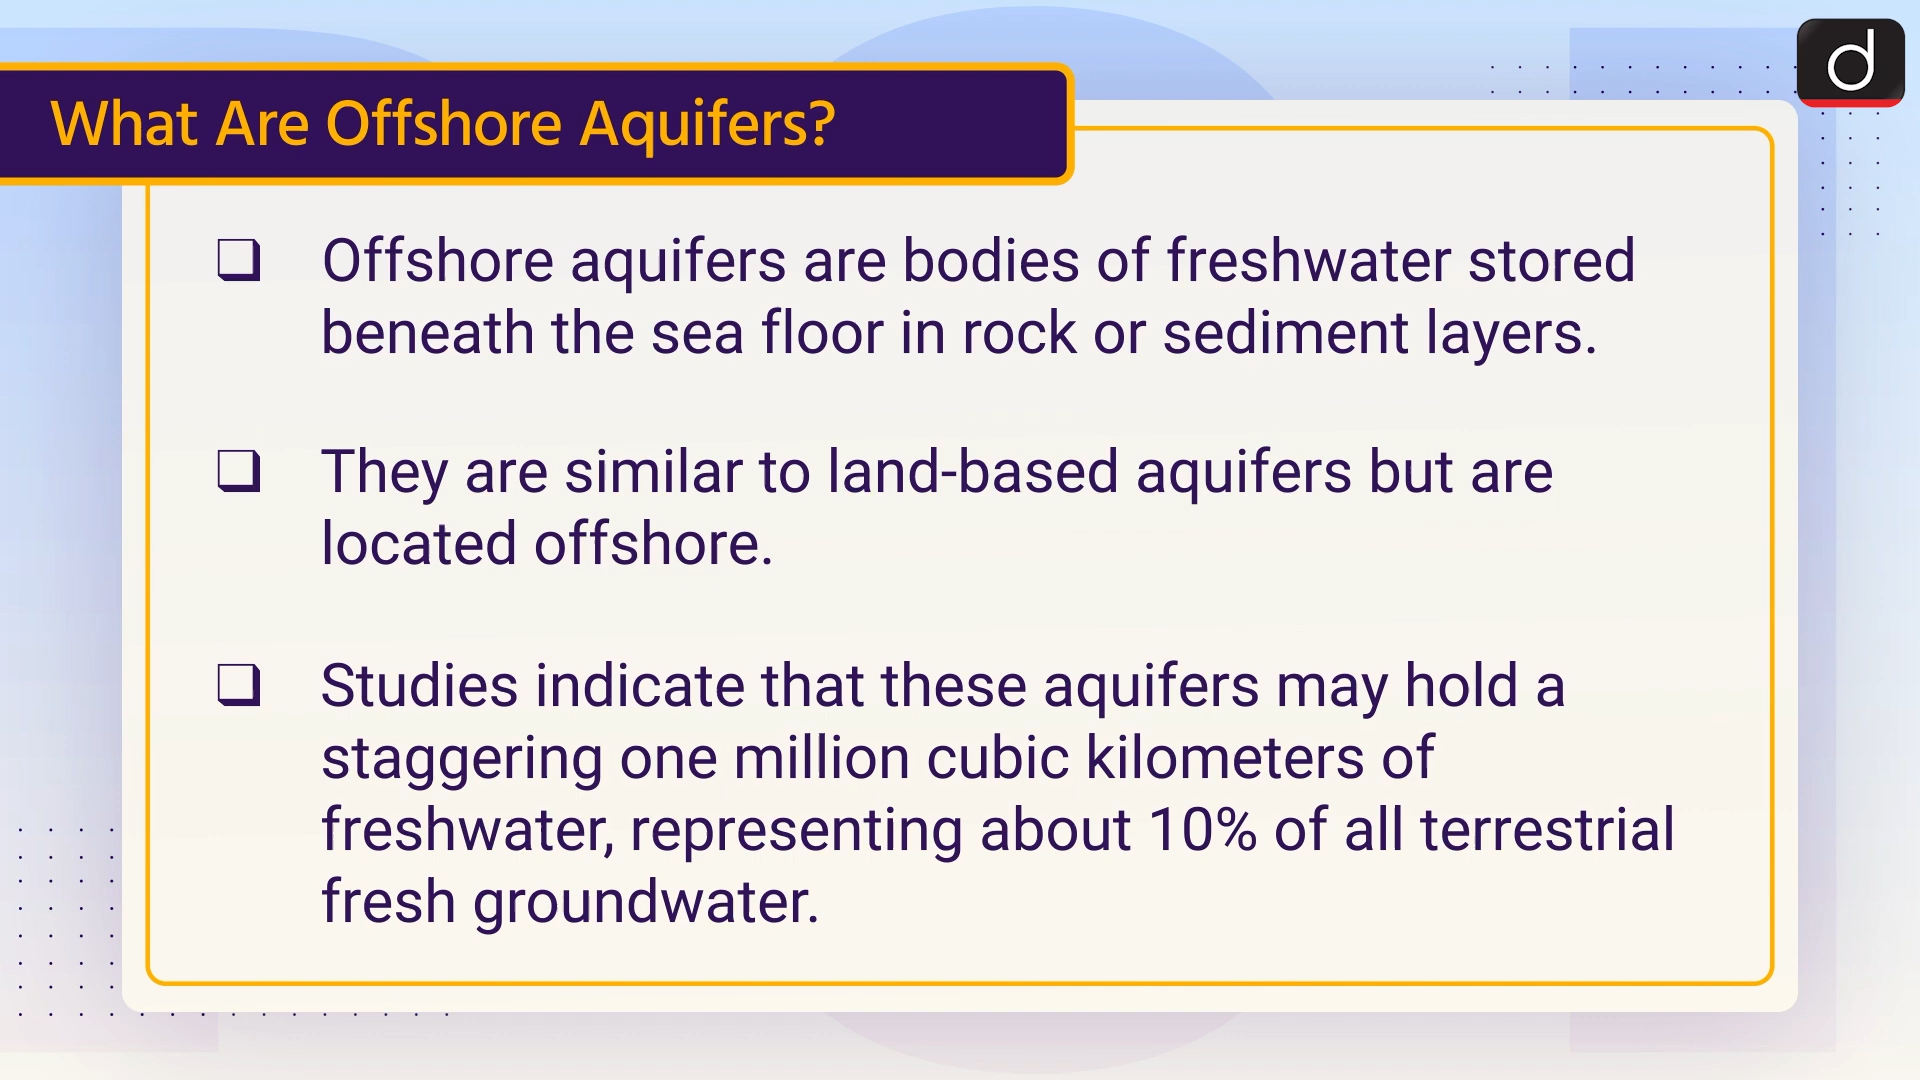 What Are Offshore Aquifers?
d
❑ Offshore aquifers are bodies of freshwater stored
beneath the sea floor in rock or sediment layers.
❑ They are similar to land-based aquifers but are
located offshore.
❑ Studies indicate that these aquifers may hold a
staggering one million cubic kilometers of
freshwater, representing about 10% of all terrestrial
fresh groundwater.